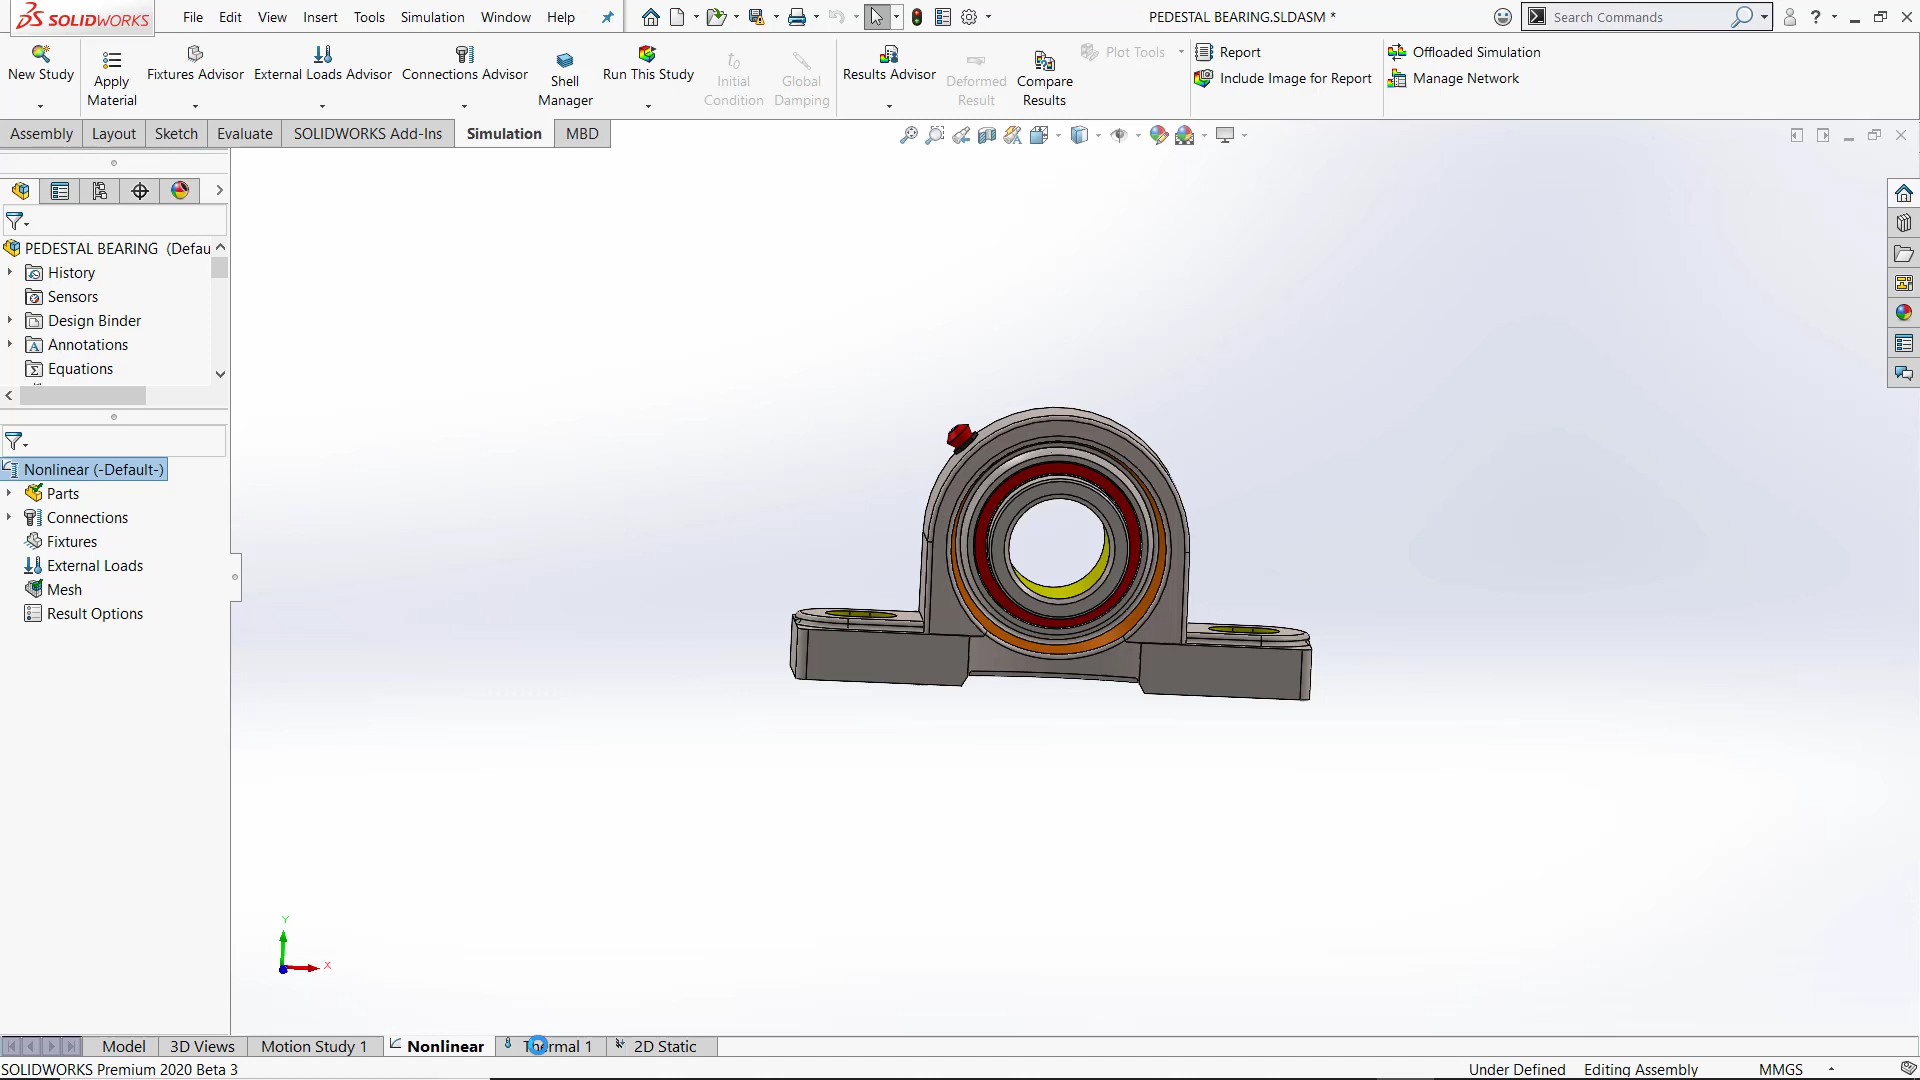 SOLIDWORKS File Edit View Insert Tools Simulation Window Help PEDESTAL BEARING.SLDASM * Search Commands ?
New Study Apply Material Fixtures Advisor External Loads Advisor Connections Advisor Shell Manager Run This Study Initial Condition Global Damping Results Advisor Deformed Result Compare Results Plot Tools Report Offloaded Simulation
Include Image for Report Manage Network
Assembly Layout Sketch Evaluate SOLIDWORKS Add-Ins Simulation MBD
PEDESTAL BEARING (Defau
History
Sensors
Design Binder
Annotations
Equations
Nonlinear (-Default-)
Parts
Connections
Fixtures
External Loads
Mesh
Result Options
Y
X
Model 3D Views Motion Study 1 Nonlinear Thermal 1 2D Static
SOLIDWORKS Premium 2020 Beta 3 Under Defined Editing Assembly MMGS